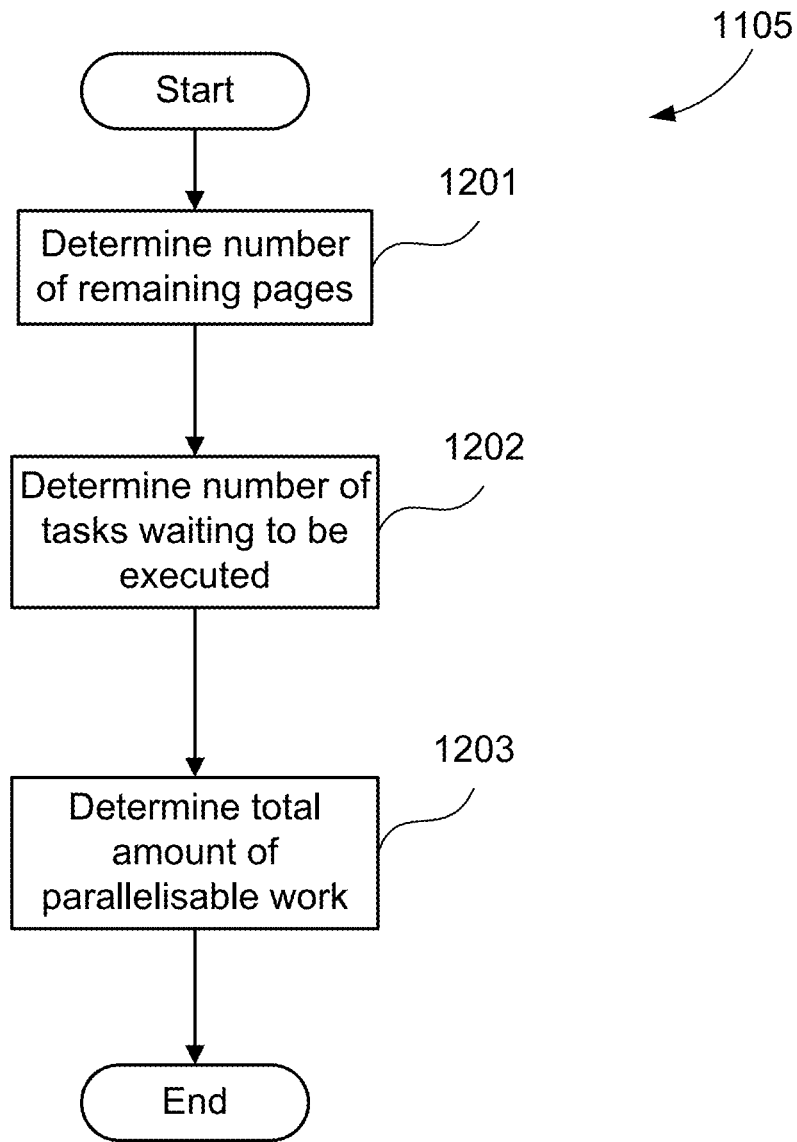 1105
Start
1201
Determine number
of remaining pages
1202
Determine number of
tasks waiting to be
executed
1203
Determine total
amount of
parallelisable work
End